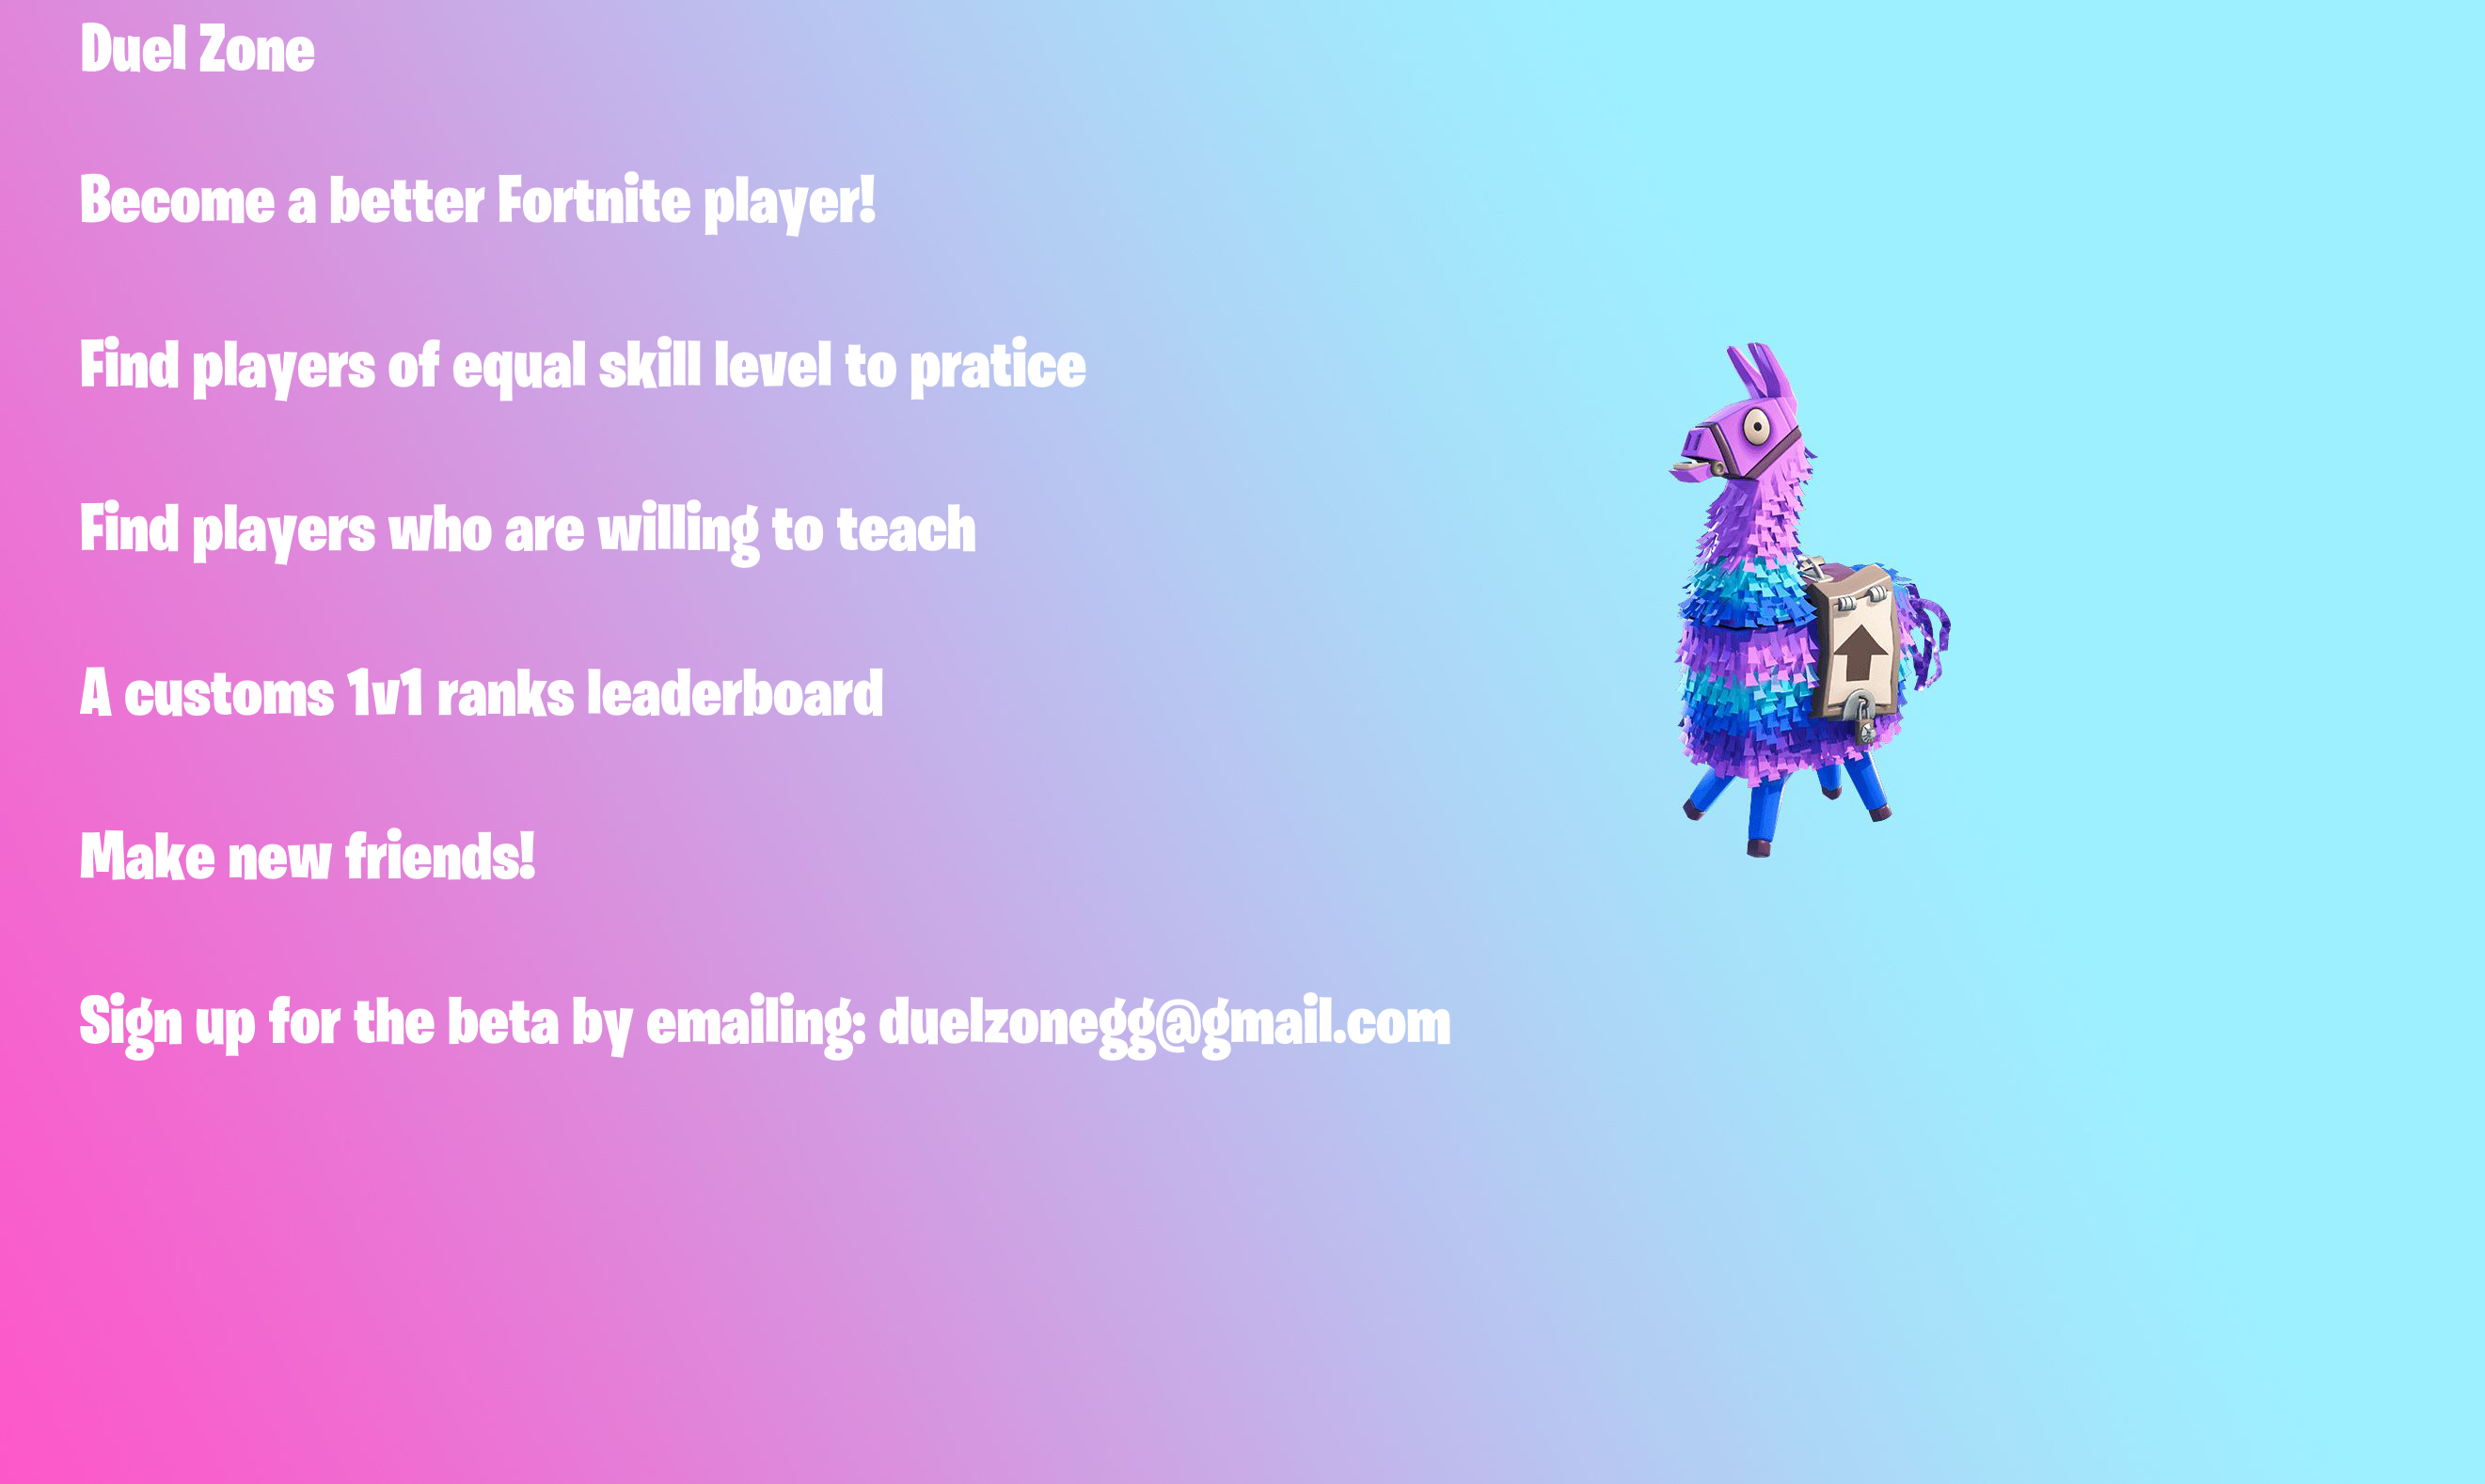 Duel Zone
Become a better Fortnite player!
Find players of equal skill level to pratice
Find players who are willing to teach
A customs 1v1 ranks leaderboard
Make new friends!
Sign up for the beta by emailing: duelzonegg@gmail.com